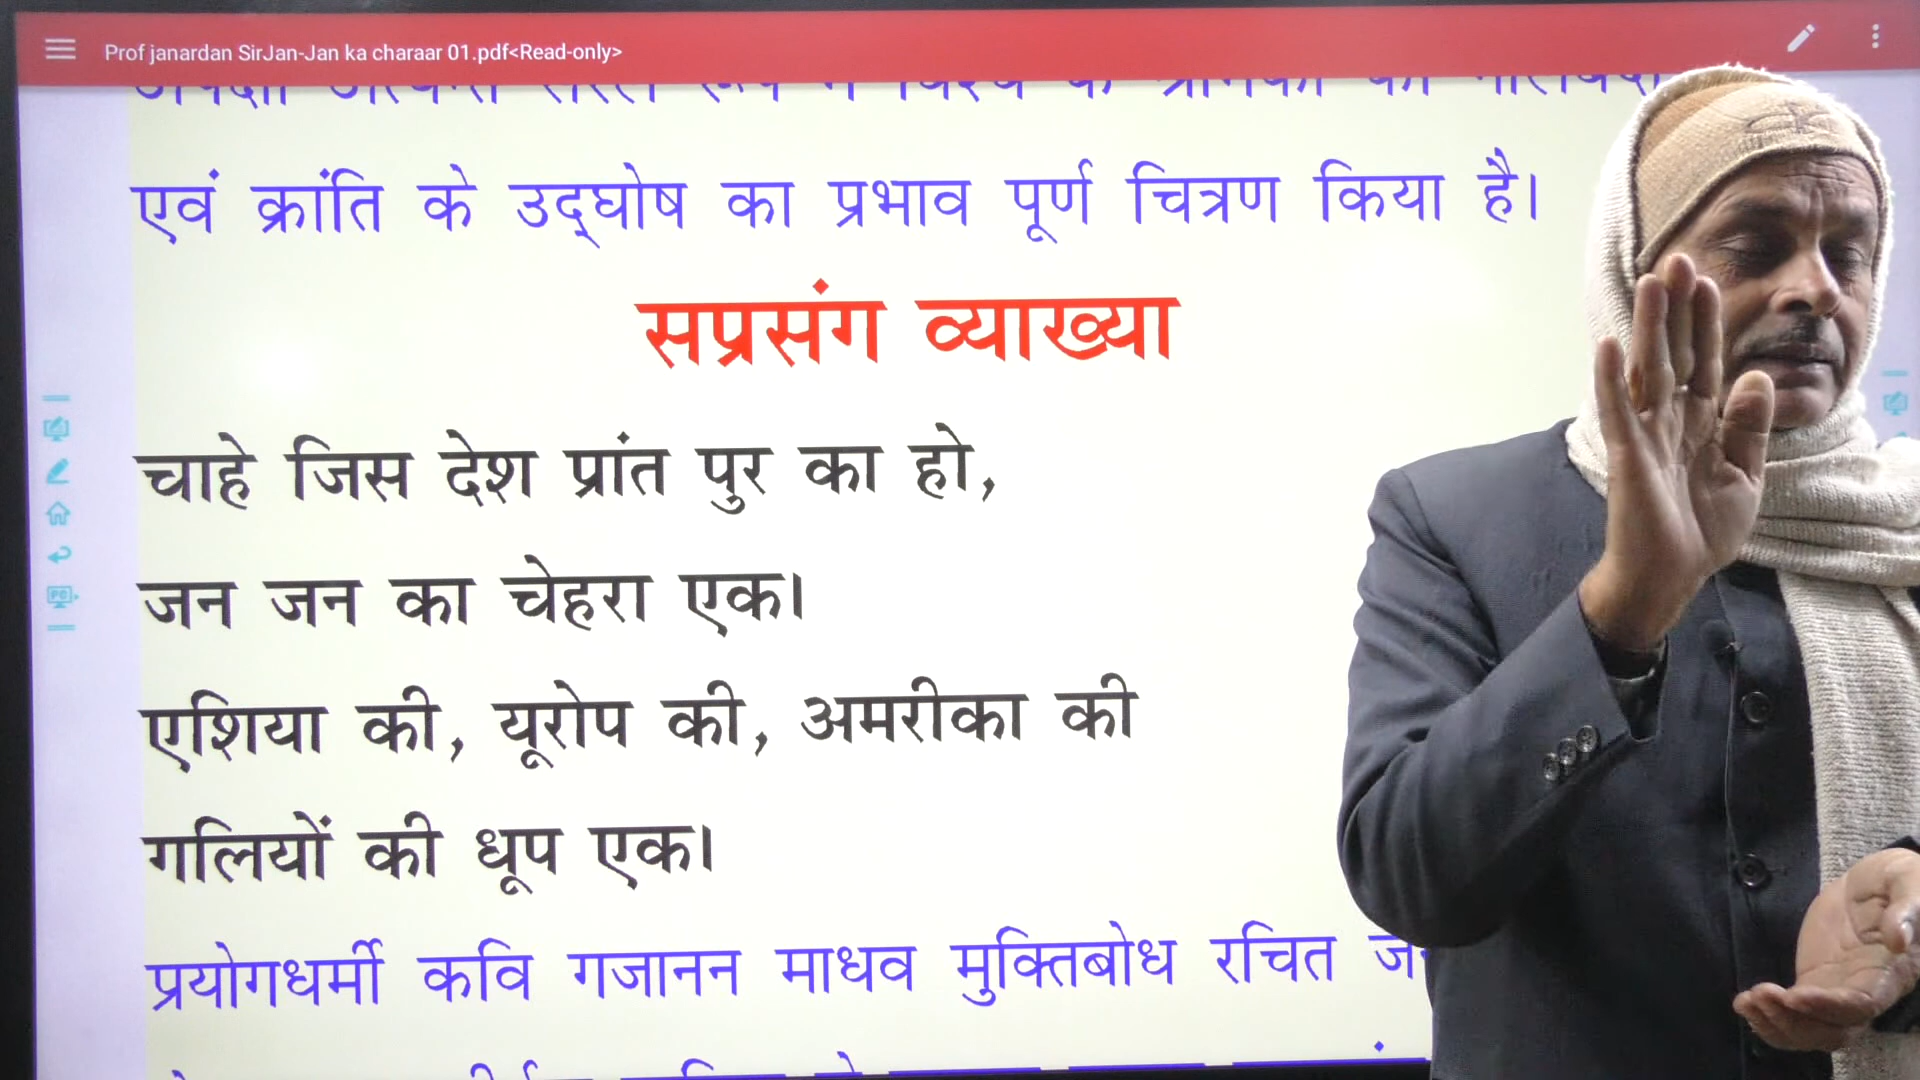 Prof janardan SirJan-Jan ka charaar 01.pdf<Read-only>
एवं क्रांति के उद्घोष का प्रभाव पूर्ण चित्रण किया है।
सप्रसंग व्याख्या
चाहे जिस देश प्रांत पुर का हो,
जन जन का चेहरा एक।
एशिया की, यूरोप की, अमरीका की
गलियों की धूप एक।
प्रयोगधर्मी कवि गजानन माधव मुक्तिबोध रचित